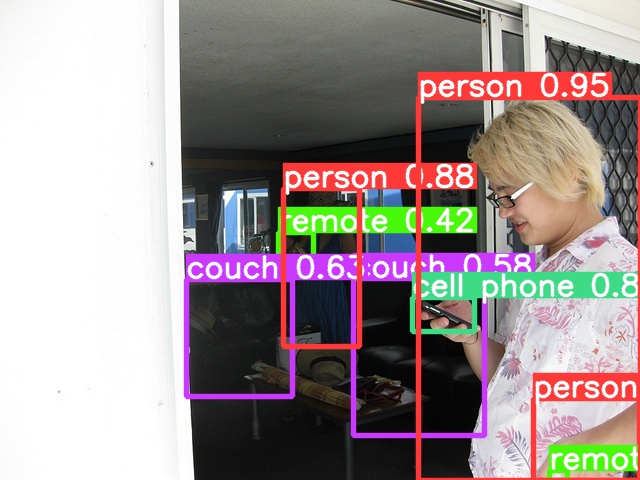 person 0.95
person 0.88
remote 0.42
couch 0.63
couch 0.58
cell phone 0.8
person
remot